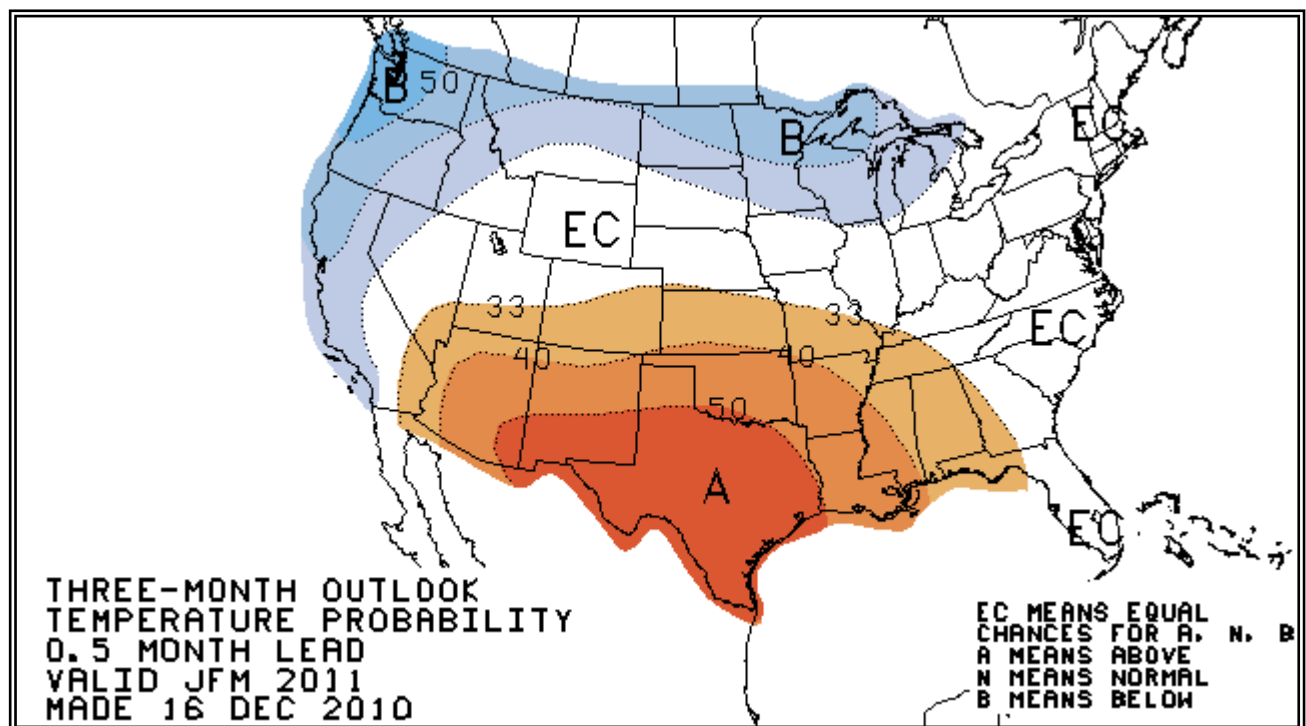 50
B
B
EC
EC
33
33
EC
40
40
50
A
EC
THREE-MONTH OUTLOOK
TEMPERATURE PROBABILITY
0.5 MONTH LEAD
VALID JFM 2011
MADE 16 DEC 2010
EC MEANS EQUAL
CHANCES FOR A. N. B
A MEANS ABOVE
N MEANS NORMAL
B MEANS BELOW